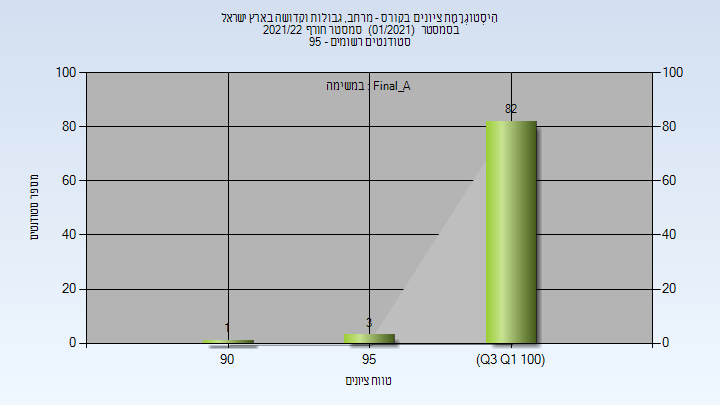 היסטוגרמת ציונים בקורס - מרחב, גבולות וקדושה בארץ ישראל
בסמסטר (01/2021) סמסטר חורף 2021/22
סטודנטים רשומים - 95
במשימה : Final_A
100
80
60
40
20
0
100
80
60
40
20
0
מספר סטודנטים
1
3
82
90
95
(Q3 Q1 100)
טווח ציונים